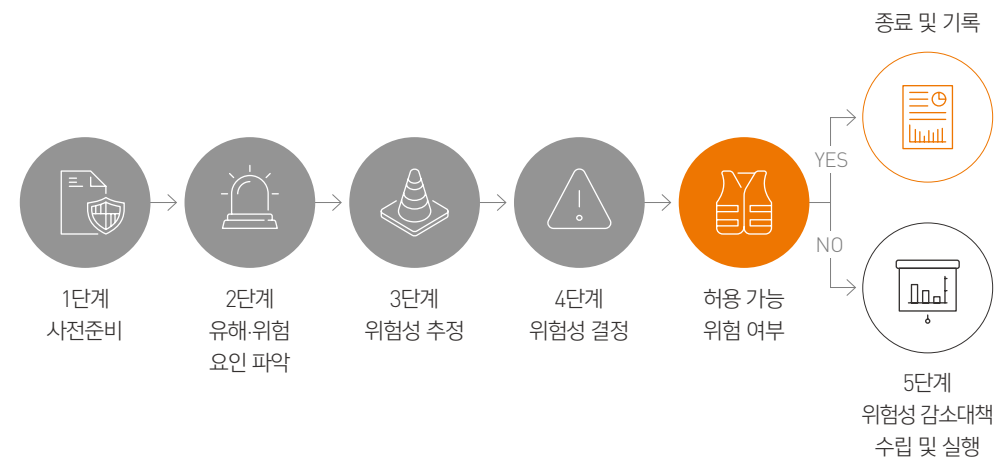 종료 및 기록
YES
NO
1단계
사전준비
2단계
유해·위험
요인 파악
3단계
위험성 추정
4단계
위험성 결정
허용 가능
위험 여부
5단계
위험성 감소대책
수립 및 실행